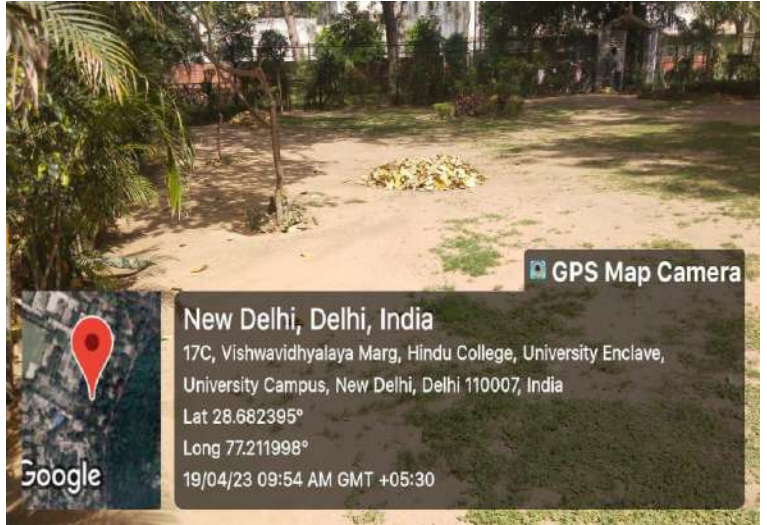 GPS Map Camera
New Delhi, Delhi, India
17C, Vishwavidhyalaya Marg, Hindu College, University Enclave,
University Campus, New Delhi, Delhi 110007, India
Lat 28.682395°
Long 77.211998°
19/04/23 09:54 AM GMT +05:30
Google